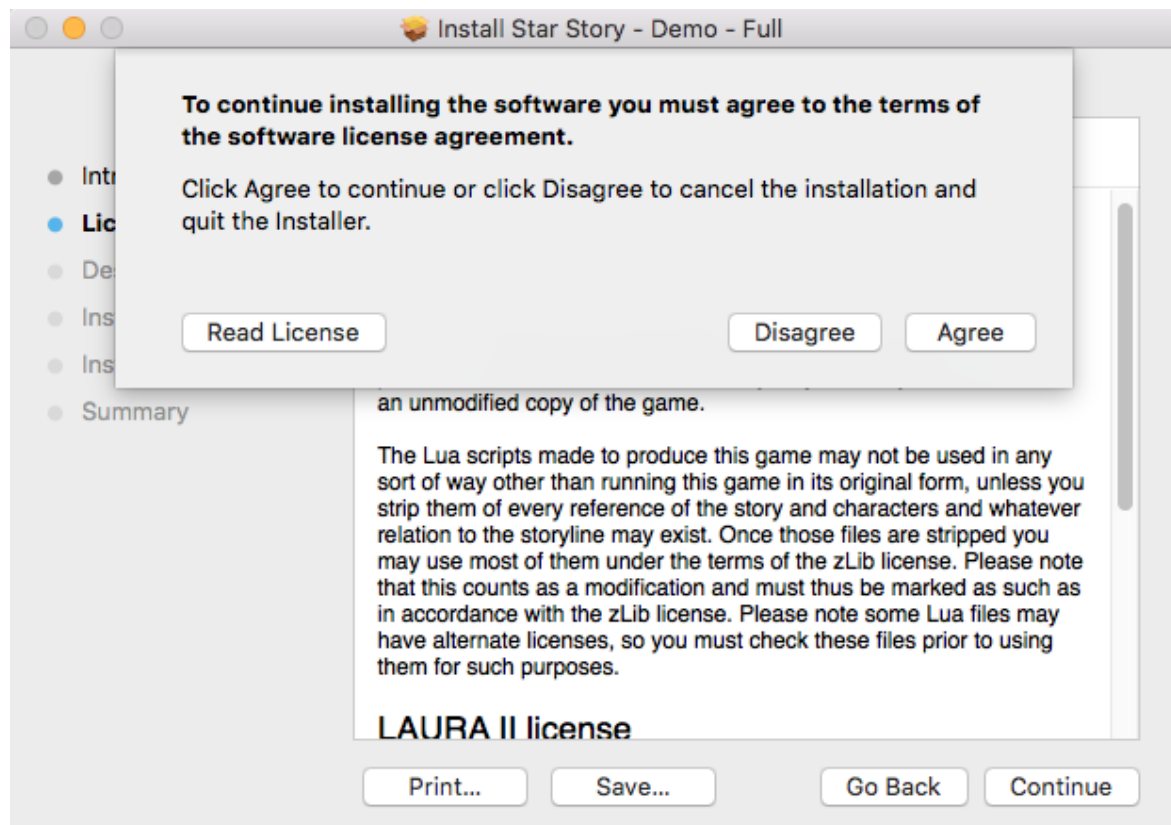 Install Star Story - Demo - Full
To continue installing the software you must agree to the terms of
the software license agreement.
Click Agree to continue or click Disagree to cancel the installation and
quit the Installer.
Read License
Disagree
Agree
Intr
Lic
De
Ins
Ins
Summary
an unmodified copy of the game.
The Lua scripts made to produce this game may not be used in any
sort of way other than running this game in its original form, unless you
strip them of every reference of the story and characters and whatever
relation to the storyline may exist. Once those files are stripped you
may use most of them under the terms of the zLib license. Please note
that this counts as a modification and must thus be marked as such as
in accordance with the zLib license. Please note some Lua files may
have alternate licenses, so you must check these files prior to using
them for such purposes.
LAURA II license
Print...
Save...
Go Back
Continue